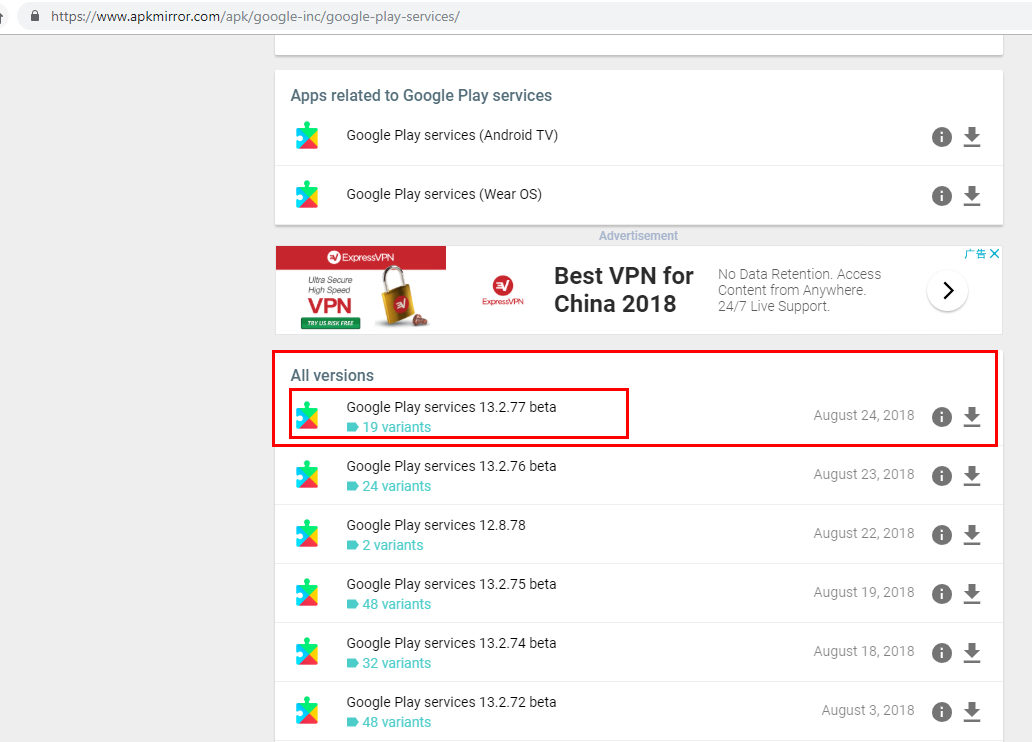 https://www.apkmirror.com/apk/google-inc/google-play-services/
Apps related to Google Play services
Google Play services (Android TV)
Google Play services (Wear OS)
Advertisement
ExpressVPN
Ultra Secure
High Speed
VPN
TRY US RISK FREE
ExpressVPN
Best VPN for
China 2018
No Data Retention. Access
Content from Anywhere.
24/7 Live Support.
广告
All versions
Google Play services 13.2.77 beta
19 variants
August 24, 2018
Google Play services 13.2.76 beta
24 variants
August 23, 2018
Google Play services 12.8.78
2 variants
August 22, 2018
Google Play services 13.2.75 beta
48 variants
August 19, 2018
Google Play services 13.2.74 beta
32 variants
August 18, 2018
Google Play services 13.2.72 beta
48 variants
August 3, 2018